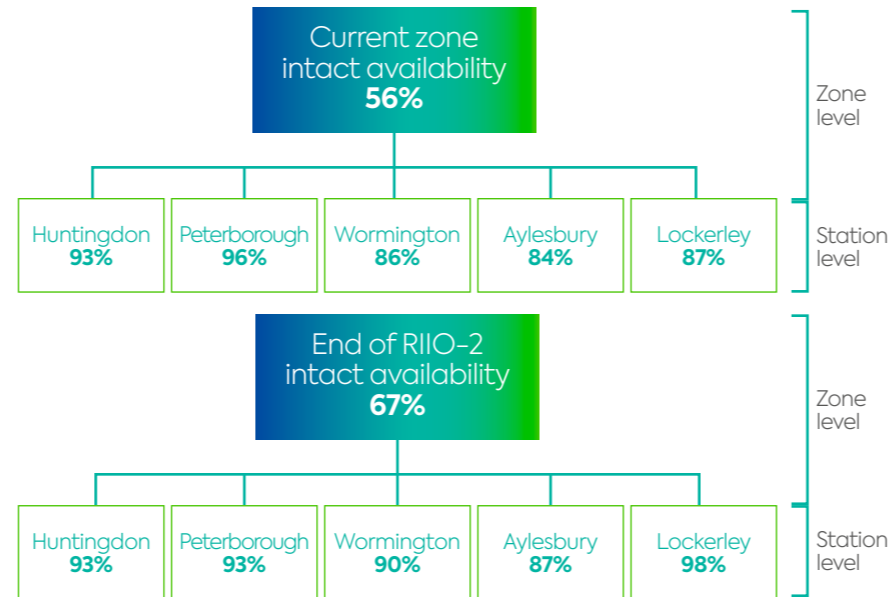 Current zone
intact availability
56%
Zone
level
Huntingdon
93%
Peterborough
96%
Wormington
86%
Aylesbury
84%
Lockerley
87%
Station
level
End of RIIO-2
intact availability
67%
Zone
level
Huntingdon
93%
Peterborough
93%
Wormington
90%
Aylesbury
87%
Lockerley
98%
Station
level